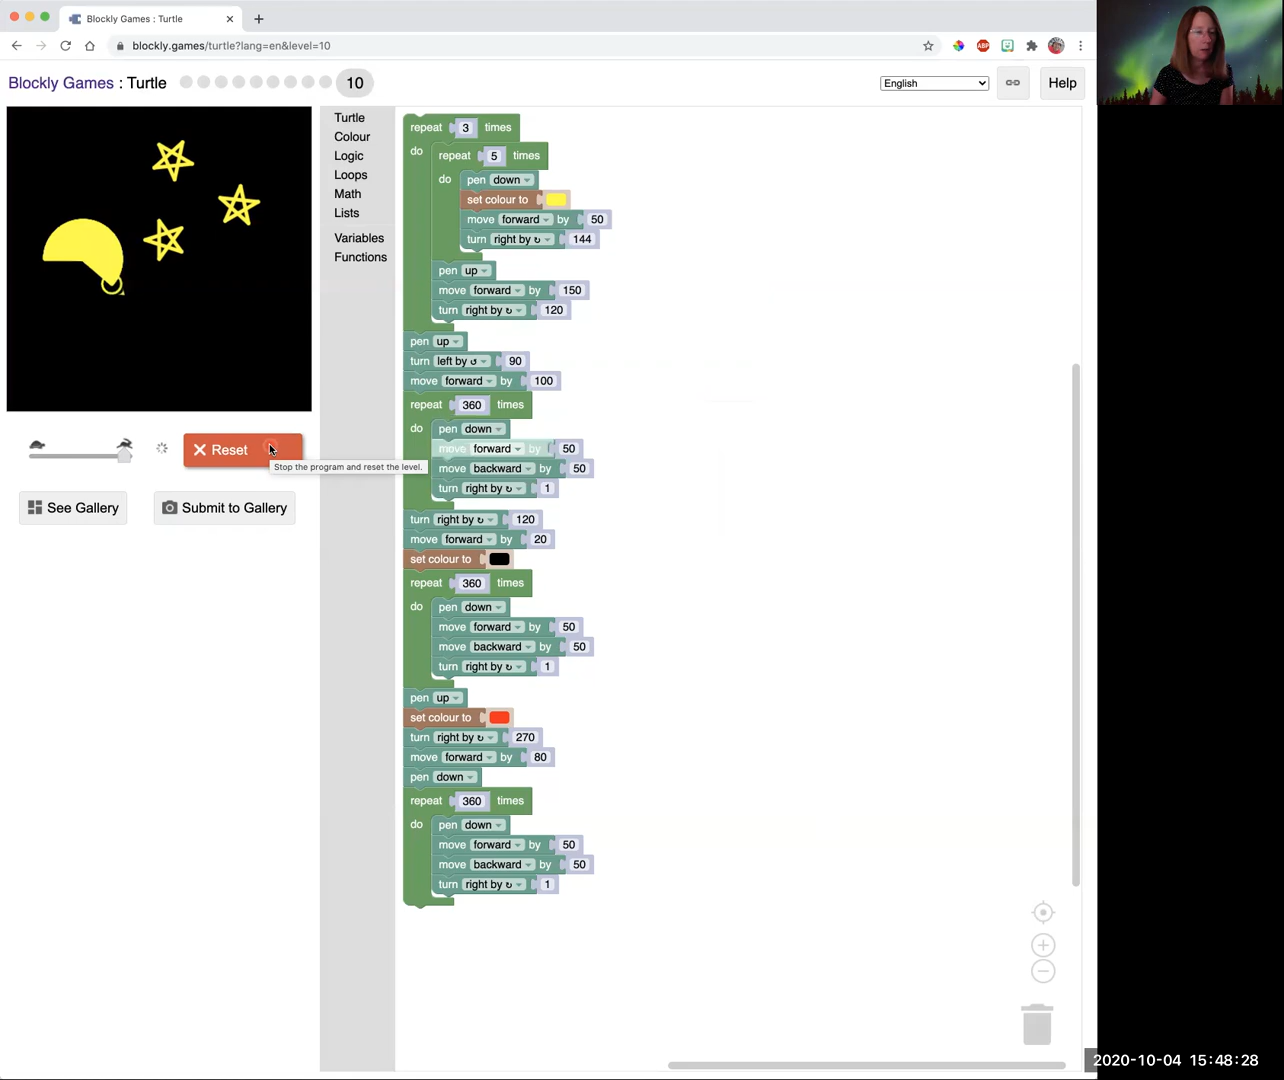 Blockly Games : Turtle
blockly.games/turtle?lang=en&level=10
ABP
Blockly Games : Turtle
10
English
Help
Turtle
Colour
Logic
Loops
Math
Lists
Variables
Functions
repeat 3 times
do repeat 5 times
do pen down
set colour to
move forward by 50
turn right by ↻ 144
pen up
move forward by 150
turn right by ↻ 120
pen up
turn left by ↺ 90
move forward by 100
repeat 360 times
do pen down
move forward by 50
move backward by 50
turn right by ↻ 1
turn right by ↻ 120
move forward by 20
set colour to
repeat 360 times
do pen down
move forward by 50
move backward by 50
turn right by ↻ 1
pen up
set colour to
turn right by ↻ 270
move forward by 80
pen down
repeat 360 times
do pen down
move forward by 50
move backward by 50
turn right by ↻ 1
Reset
Stop the program and reset the level.
See Gallery
Submit to Gallery
2020-10-04 15:48:28